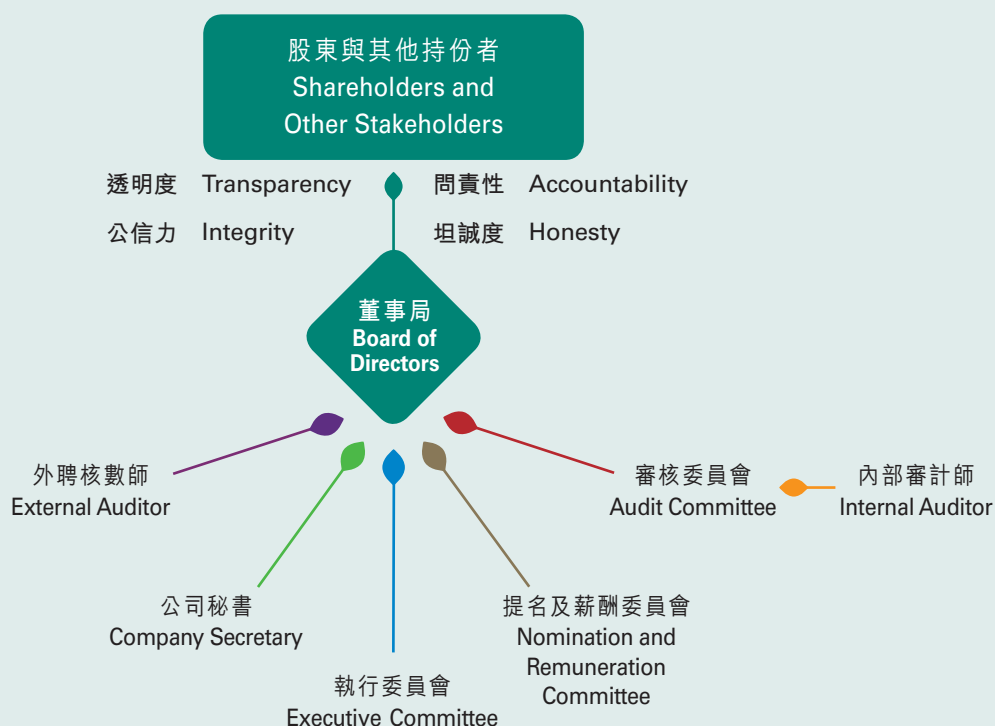 股東與其他持份者
Shareholders and
Other Stakeholders
透明度 Transparency
問責性 Accountability
公信力 Integrity
坦誠度 Honesty
董事局
Board of
Directors
外聘核數師
External Auditor
審核委員會
Audit Committee
內部審計師
Internal Auditor
公司秘書
Company Secretary
提名及薪酬委員會
Nomination and
Remuneration
Committee
執行委員會
Executive Committee